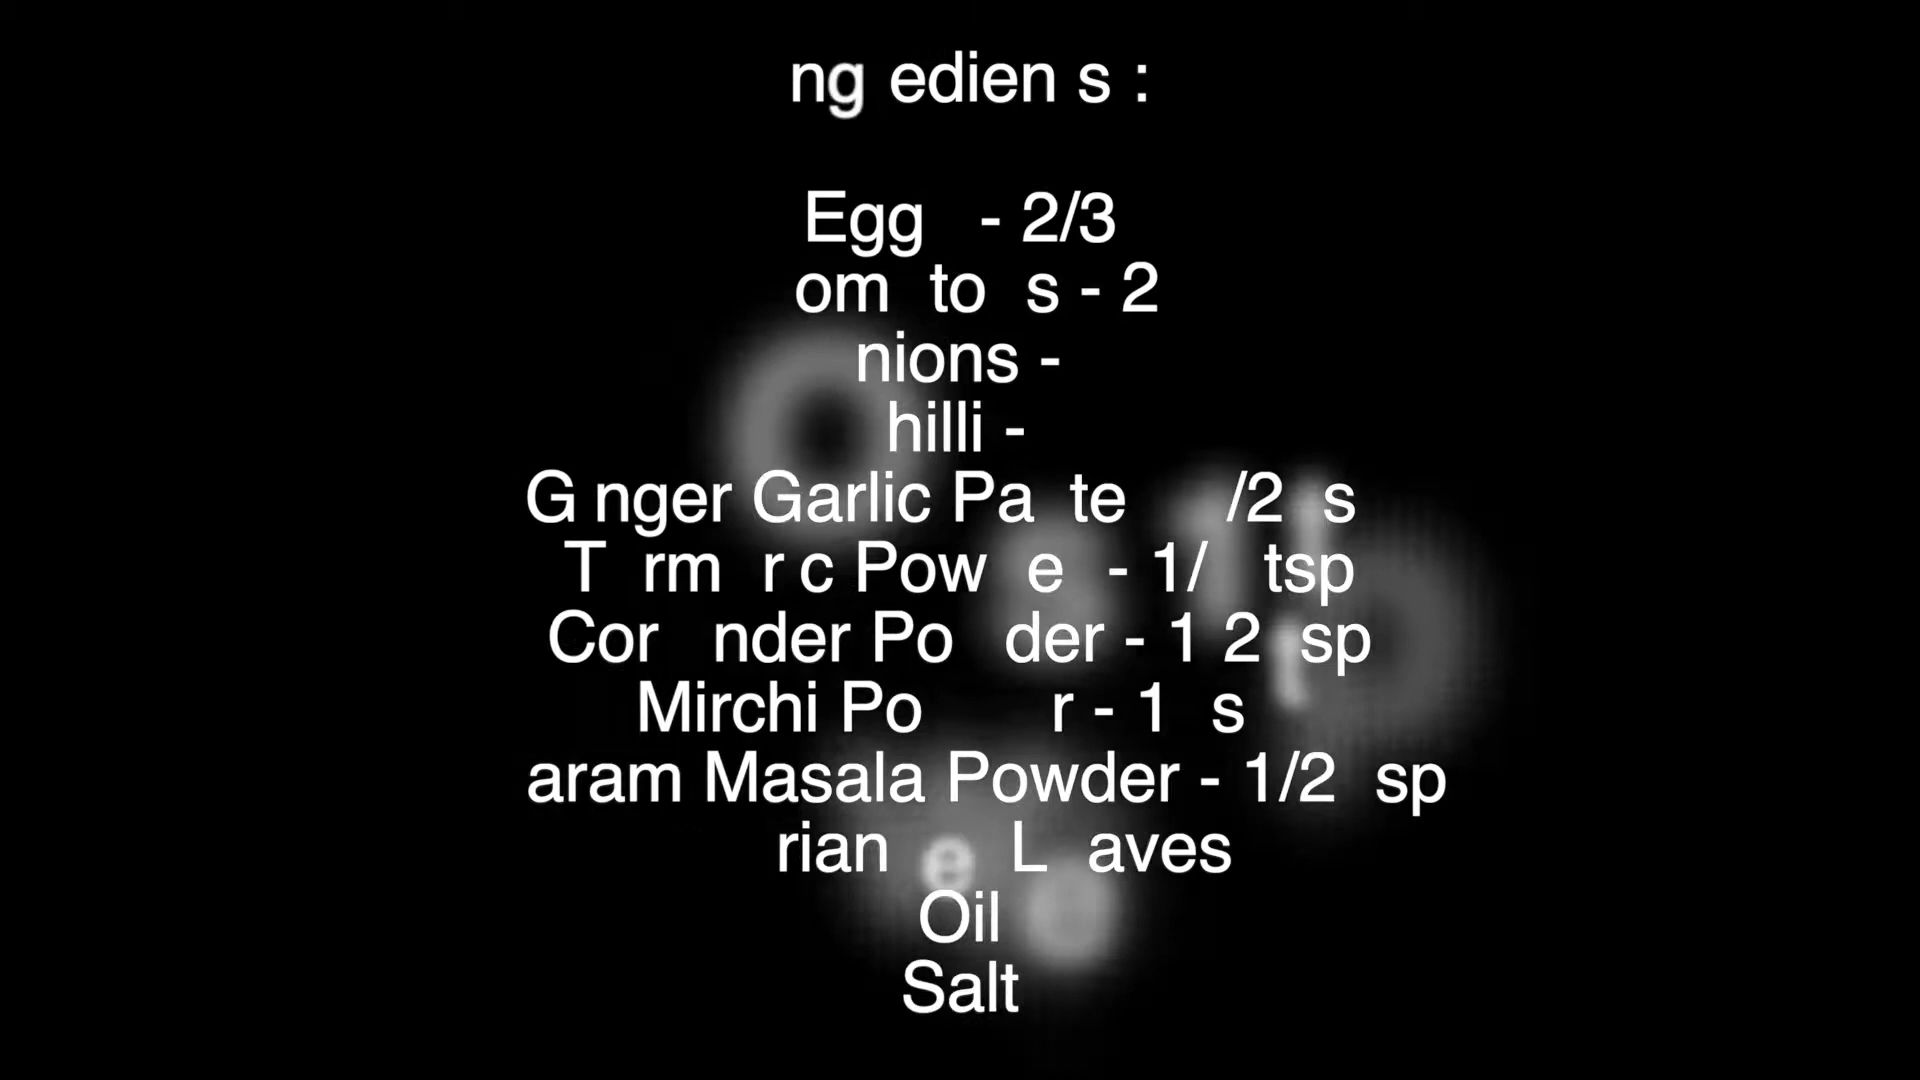 ng edien s :
Egg - 2/3
om to s - 2
nions -
hilli -
G nger Garlic Pa te /2 s
T rm r c Pow e - 1/ tsp
Cor nder Po der - 1 2 sp
Mirchi Po r - 1 s
aram Masala Powder - 1/2 sp
rian e L aves
Oil
Salt